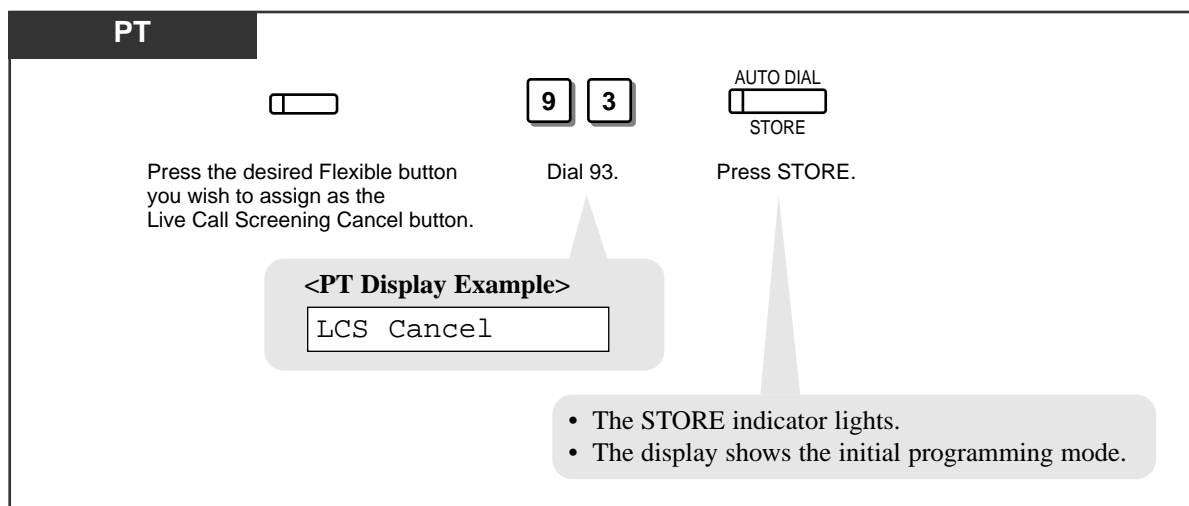 PT
9 3
AUTO DIAL
STORE
Press the desired Flexible button
you wish to assign as the
Live Call Screening Cancel button.
Dial 93.
Press STORE.
<PT Display Example>
LCS Cancel
• The STORE indicator lights.
• The display shows the initial programming mode.